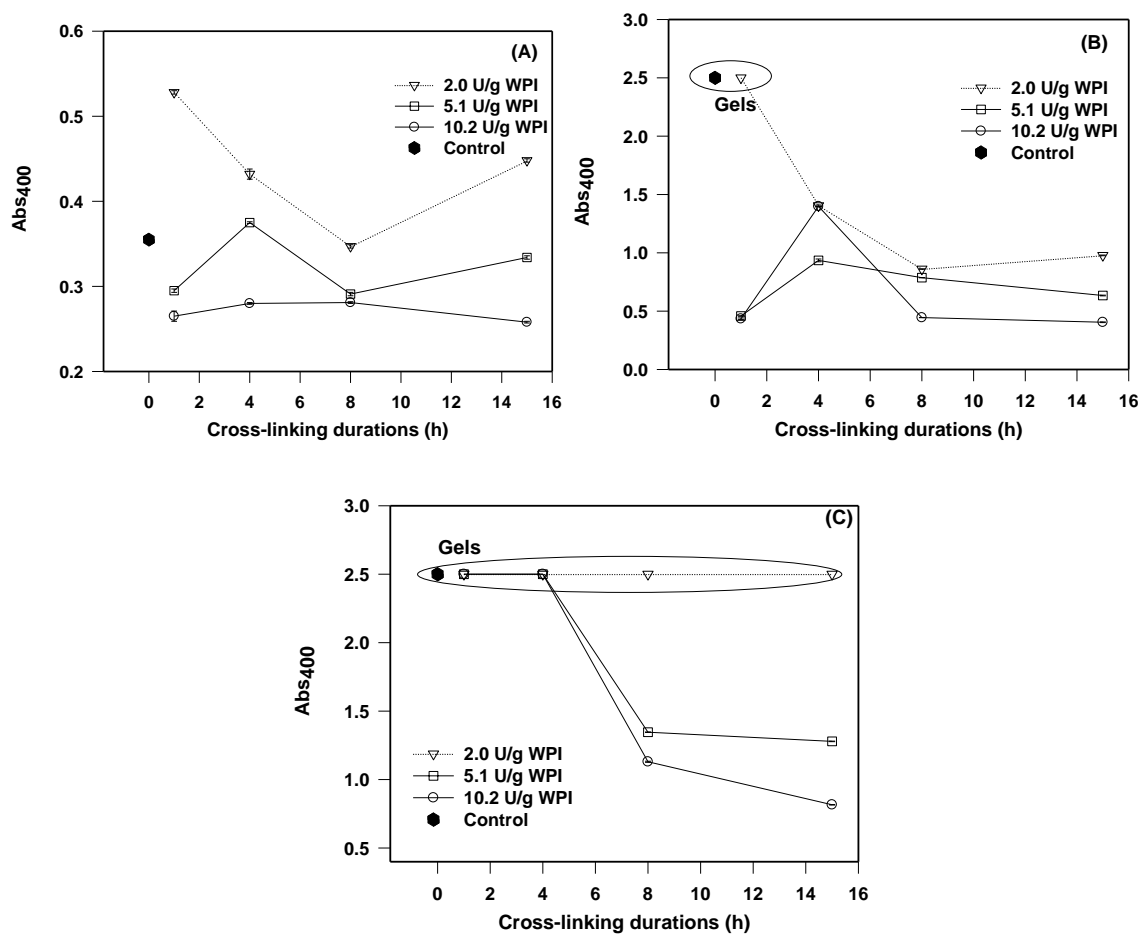 (A)
0.6
0.5
0.4
0.3
0.2
Abs400
2.0 U/g WPI
5.1 U/g WPI
10.2 U/g WPI
Control
0 2 4 6 8 10 12 14 16
Cross-linking durations (h)
(B)
3.0
2.5
2.0
1.5
1.0
0.5
0.0
Abs400
Gels
2.0 U/g WPI
5.1 U/g WPI
10.2 U/g WPI
Control
0 2 4 6 8 10 12 14 16
Cross-linking durations (h)
(C)
3.0
2.5
2.0
1.5
1.0
0.5
Abs400
Gels
2.0 U/g WPI
5.1 U/g WPI
10.2 U/g WPI
Control
0 2 4 6 8 10 12 14 16
Cross-linking durations (h)